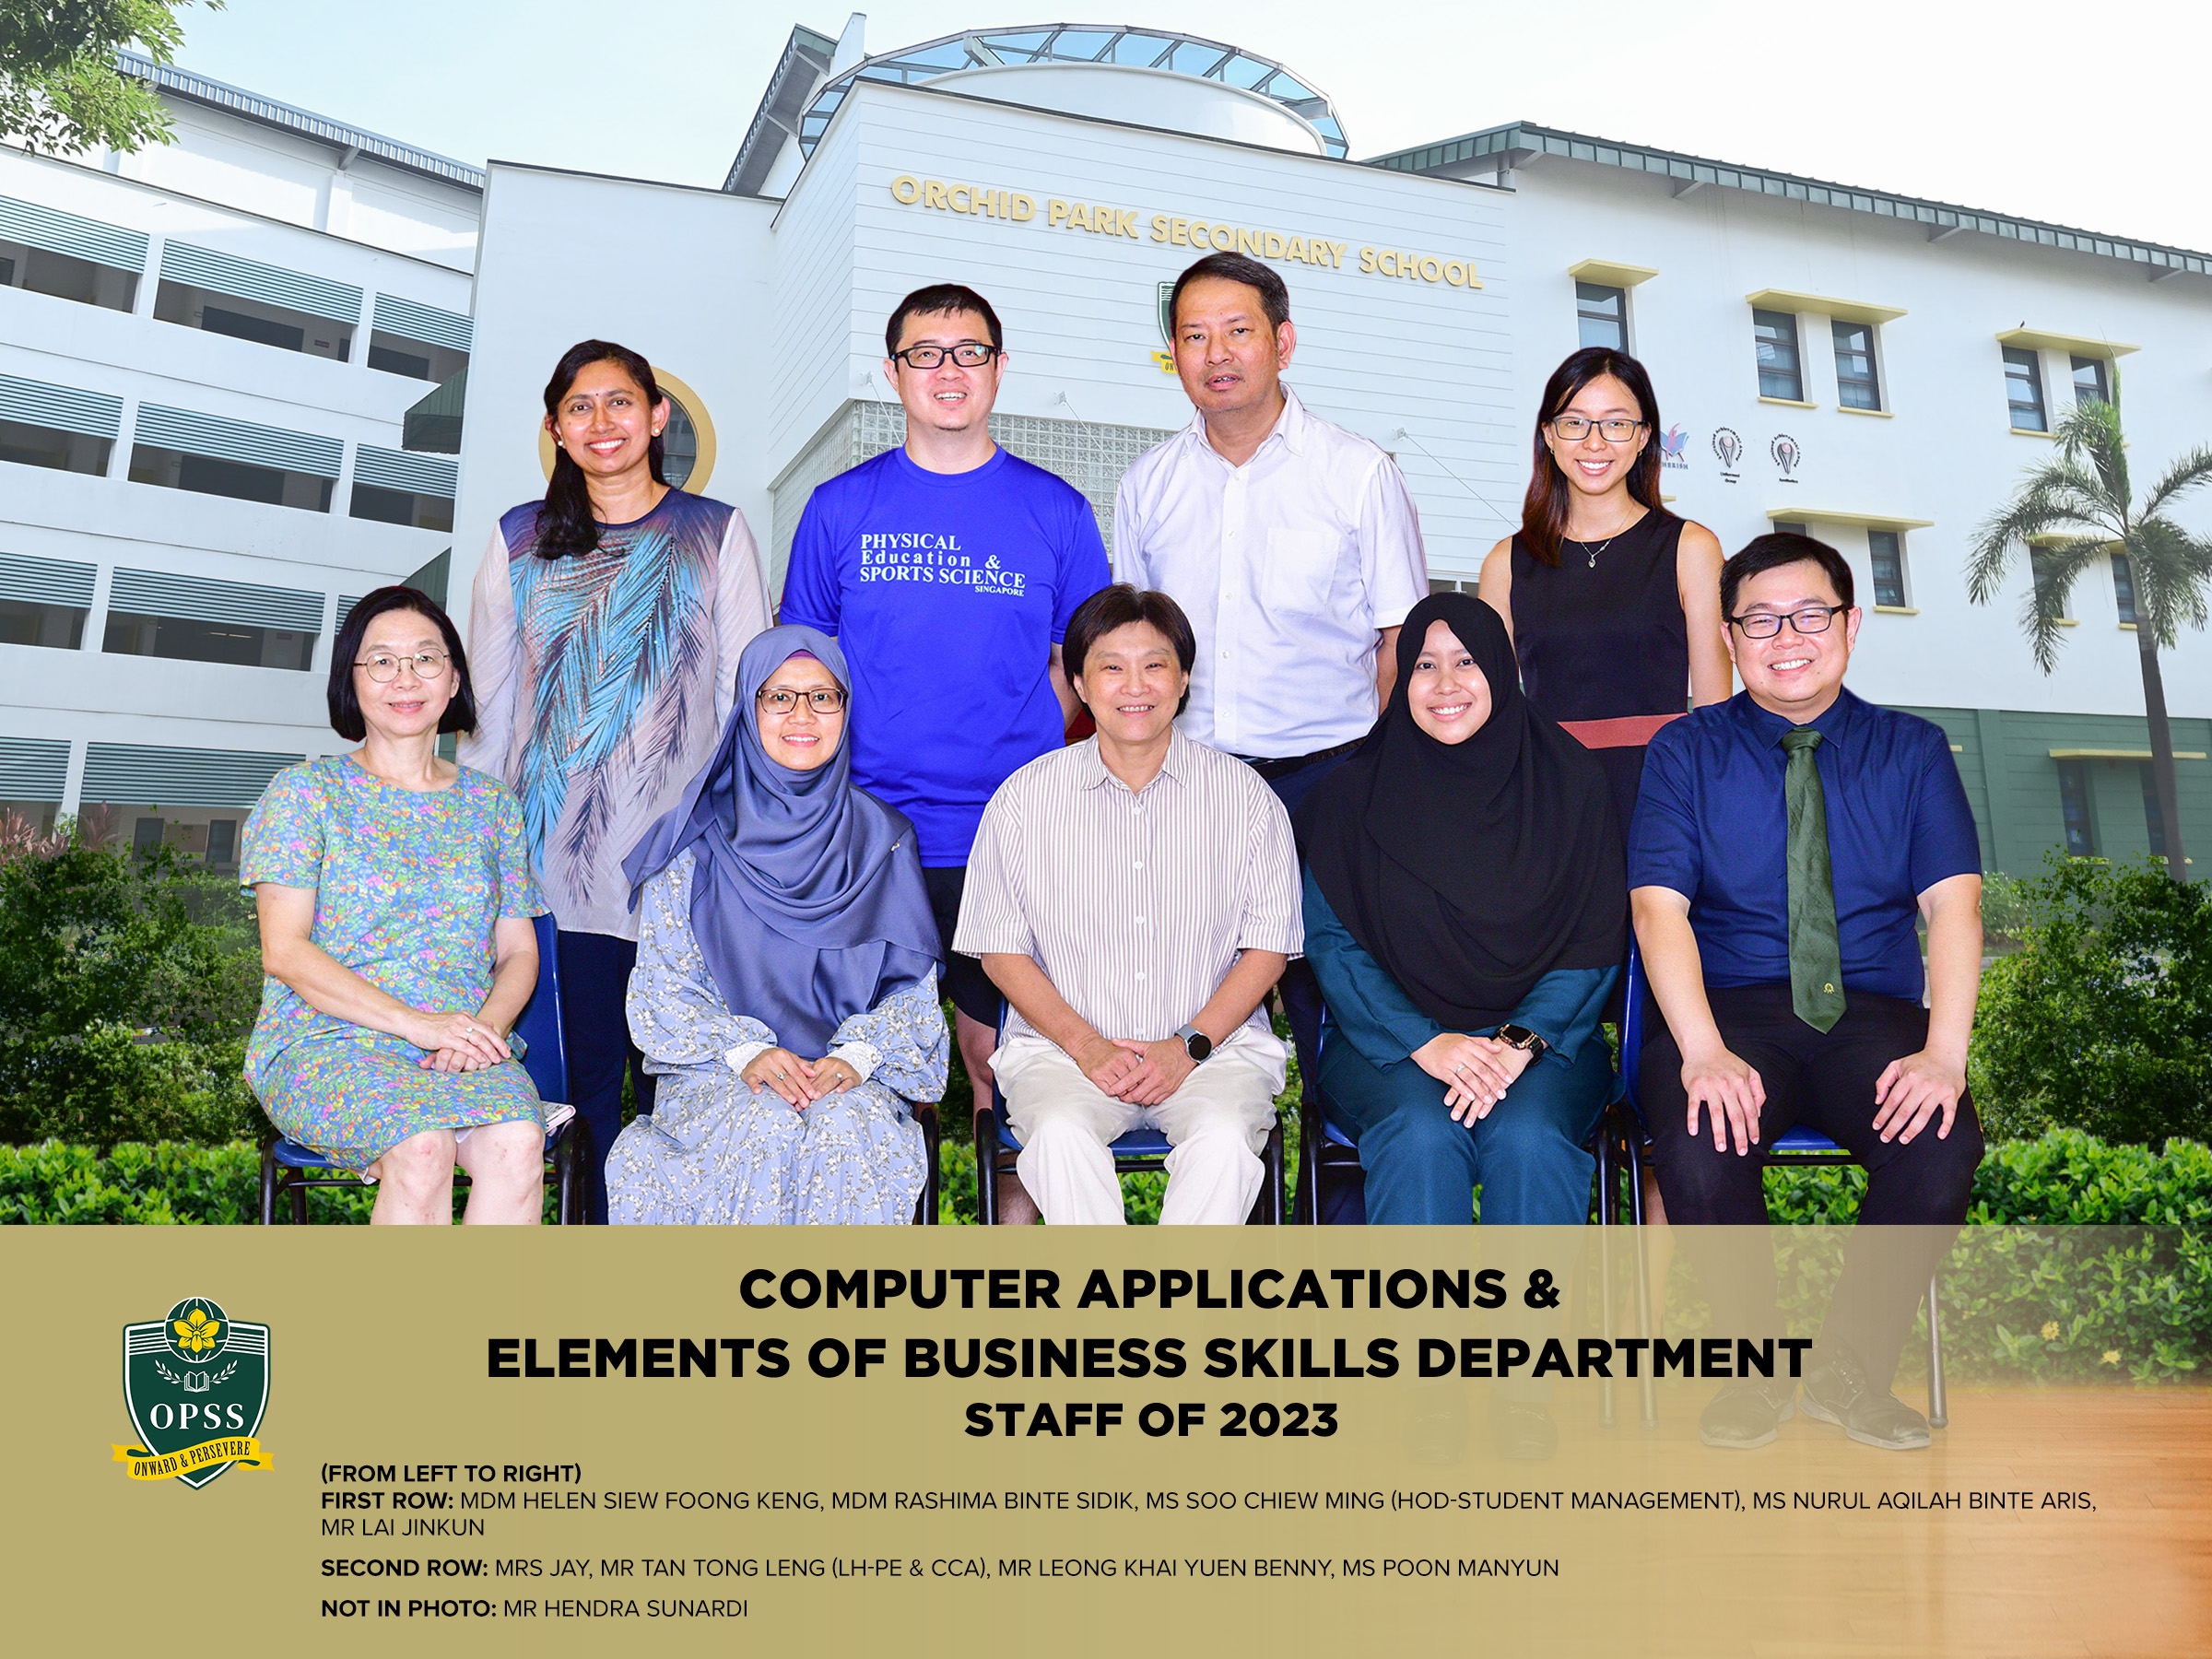 ORCHID PARK SECONDARY SCHOOL
PHYSICAL
Education &
SPORTS SCIENCE
SINGAPORE
COMPUTER APPLICATIONS &
ELEMENTS OF BUSINESS SKILLS DEPARTMENT
STAFF OF 2023
OPSS
ONWARD & PERSEVERE
(FROM LEFT TO RIGHT)
FIRST ROW: MDM HELEN SIEW FOONG KENG, MDM RASHIMA BINTE SIDIK, MS SOO CHIEW MING (HOD-STUDENT MANAGEMENT), MS NURUL AQILAH BINTE ARIS,
MR LAI JINKUN
SECOND ROW: MRS JAY, MR TAN TONG LENG (LH-PE & CCA), MR LEONG KHAI YUEN BENNY, MS POON MANYUN
NOT IN PHOTO: MR HENDRA SUNARDI